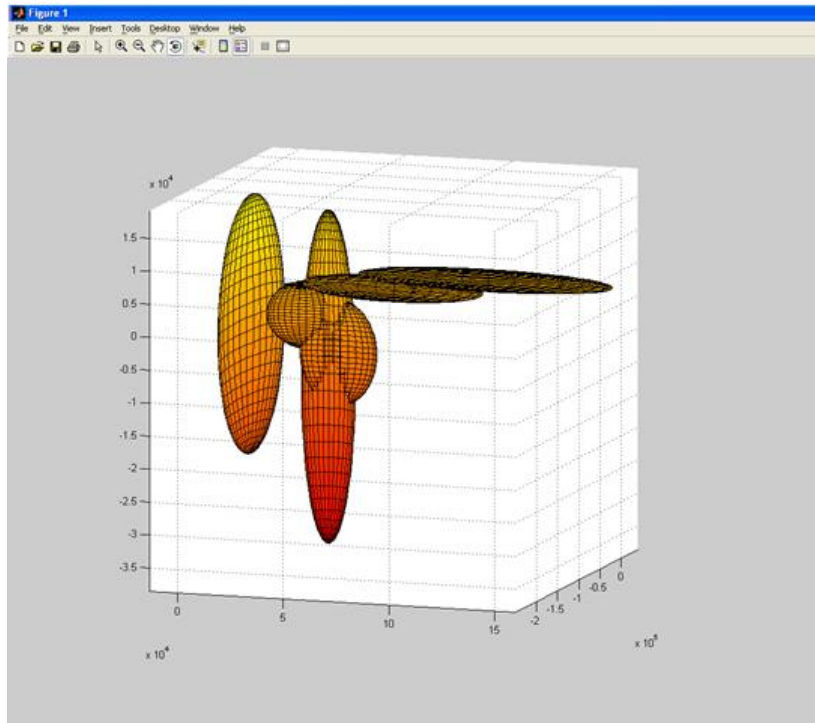 Figure 1
File Edit View Insert Tools Desktop Window Help
x 10⁴
1.5
1
0.5
0
-0.5
-1
-1.5
-2
-2.5
-3
-3.5
0 5 10 15
-2 -1.5 -1 -0.5 0
x 10⁴
x 10⁵